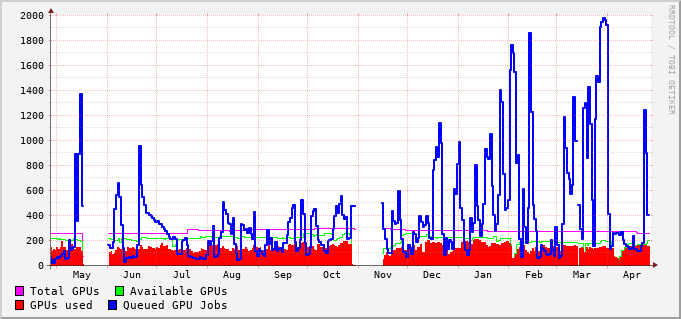 2000
1800
1600
1400
1200
1000
800
600
400
200
0
May Jun Jul Aug Sep Oct Nov Dec Jan Feb Mar Apr
Total GPUs Available GPUs
GPUs used Queued GPU Jobs
RRDTOOL / TOBI OETIKER